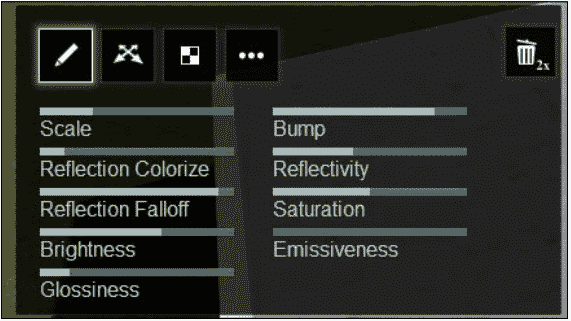 2x
Scale
Bump
Reflection Colorize
Reflectivity
Reflection Falloff
Saturation
Brightness
Emissiveness
Glossiness